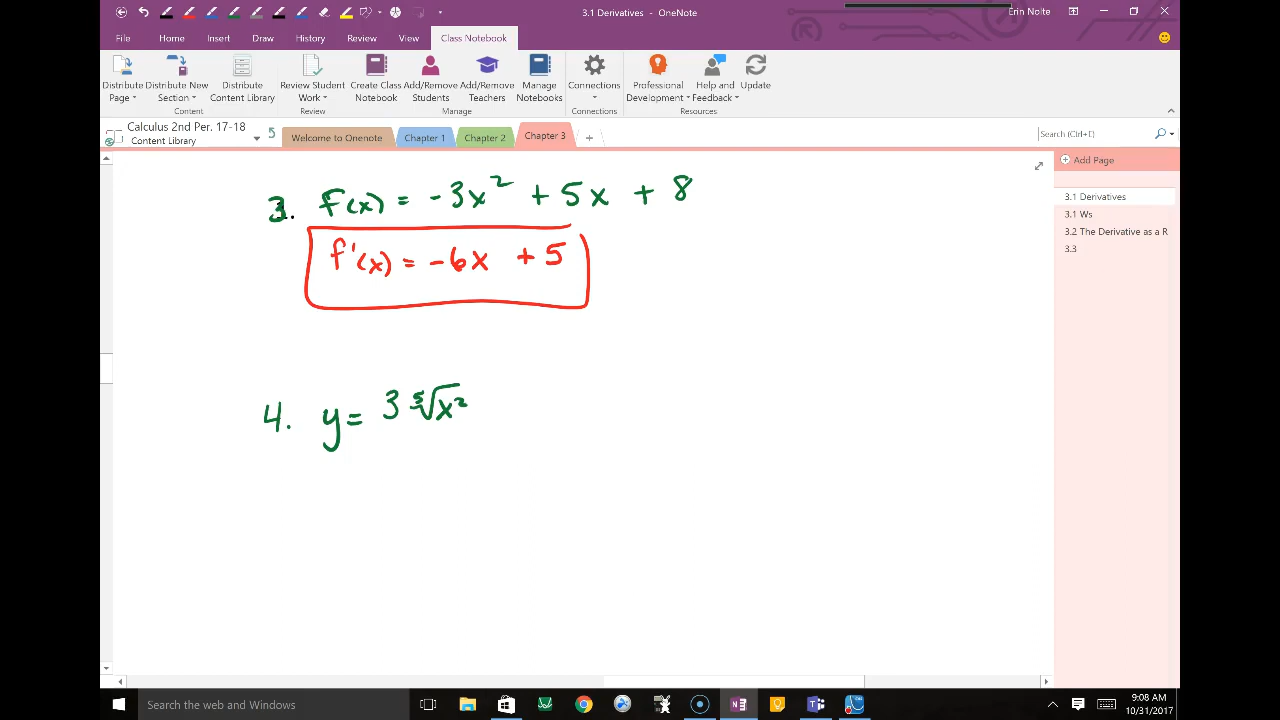 3.1 Derivatives - OneNote
Erin Nolte
File Home Insert Draw History Review View Class Notebook
Distribute Page Distribute New Section Distribute Content Library Review Student Work Create Class Notebook Add/Remove Students Add/Remove Teachers Manage Notebooks Connections Professional Development Help and Feedback Update
Content Review Manage Connections Resources
Calculus 2nd Per. 17-18
Content Library
Welcome to Onenote Chapter 1 Chapter 2 Chapter 3
Search (Ctrl+E)
Add Page
3.1 Derivatives
3.1 Ws
3.2 The Derivative as a R
3.3
3. f(x) = -3x² + 5x + 8
f'(x) = -6x + 5
4. y = 3 ⁵√x²
Search the web and Windows
9:08 AM
10/31/2017